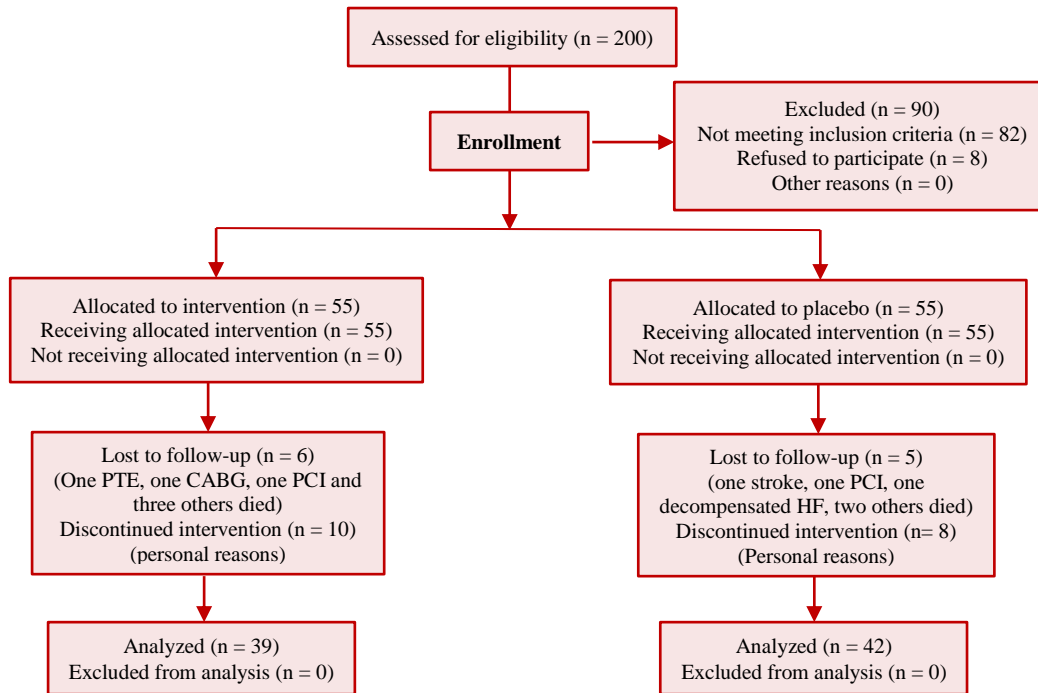 Assessed for eligibility (n = 200)
Enrollment
Excluded (n = 90)
Not meeting inclusion criteria (n = 82)
Refused to participate (n = 8)
Other reasons (n = 0)
Allocated to intervention (n = 55)
Receiving allocated intervention (n = 55)
Not receiving allocated intervention (n = 0)
Allocated to placebo (n = 55)
Receiving allocated intervention (n = 55)
Not receiving allocated intervention (n = 0)
Lost to follow-up (n = 6)
(One PTE, one CABG, one PCI and
three others died)
Discontinued intervention (n = 10)
(personal reasons)
Lost to follow-up (n = 5)
(one stroke, one PCI, one
decompensated HF, two others died)
Discontinued intervention (n= 8)
(Personal reasons)
Analyzed (n = 39)
Excluded from analysis (n = 0)
Analyzed (n = 42)
Excluded from analysis (n = 0)